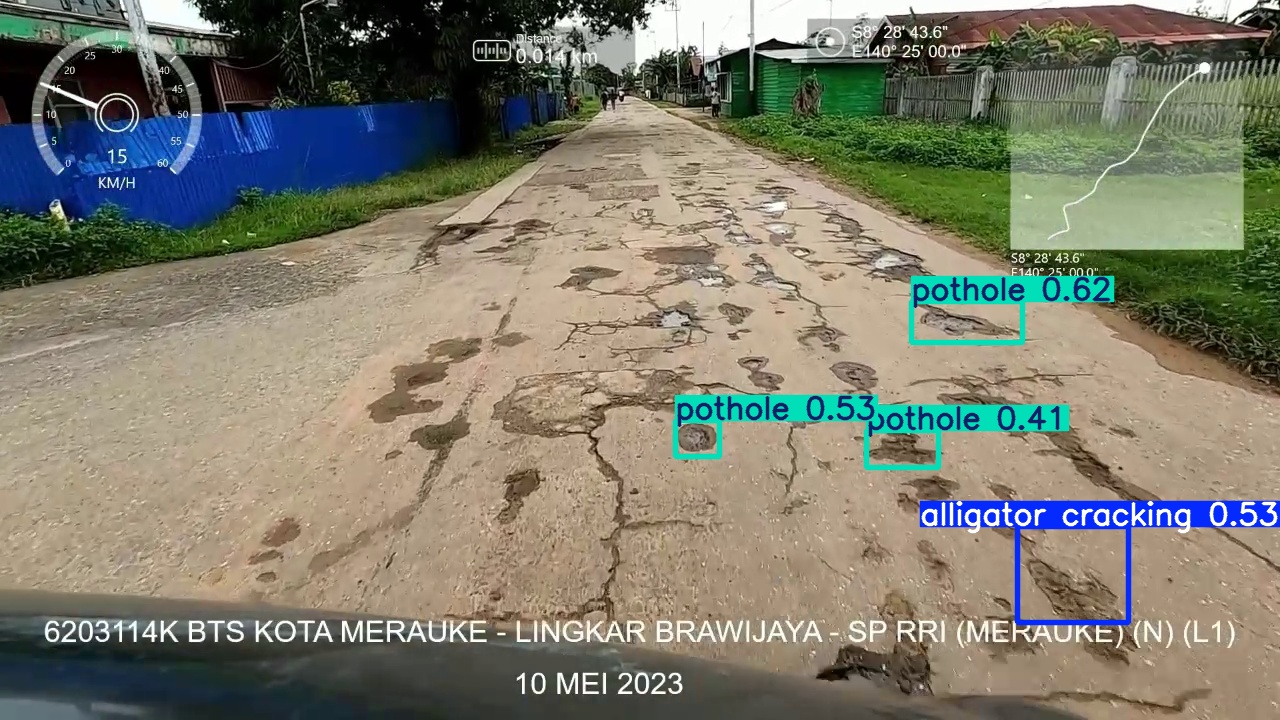 0
5
10
15
20
25
30
40
45
50
55
60
15
KM/H
Distance
0.014 km
S8° 28' 43.6"
E140° 25' 00.0"
S8° 28' 43.6"
E140° 25' 00.0"
pothole 0.62
pothole 0.53
pothole 0.41
alligator cracking 0.53
6203114K BTS KOTA MERAUKE - LINGKAR BRAWIJAYA - SP RRI (MERAUKE) (N) (L1)
10 MEI 2023